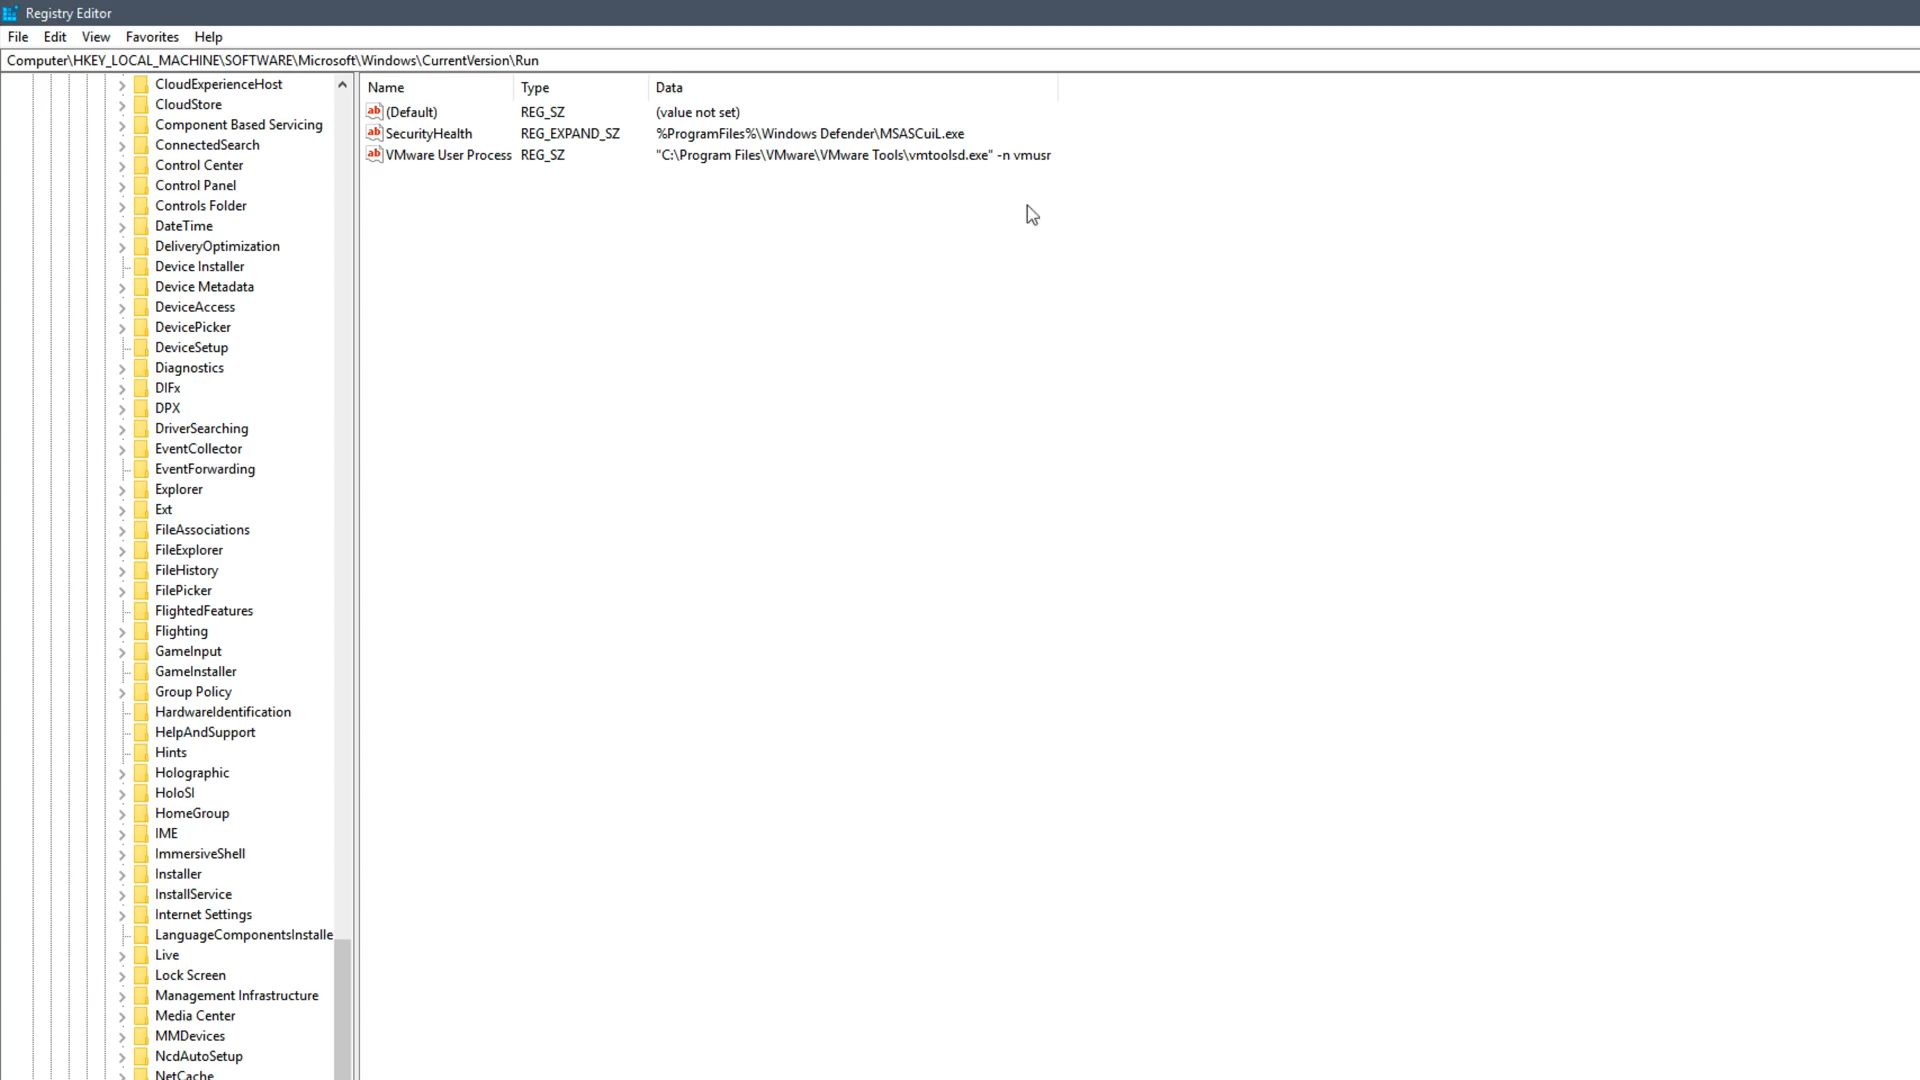 Registry Editor
File Edit View Favorites Help
Computer\HKEY_LOCAL_MACHINE\SOFTWARE\Microsoft\Windows\CurrentVersion\Run
CloudExperienceHost
CloudStore
Component Based Servicing
ConnectedSearch
Control Center
Control Panel
Controls Folder
DateTime
DeliveryOptimization
Device Installer
Device Metadata
DeviceAccess
DevicePicker
DeviceSetup
Diagnostics
DIFx
DPX
DriverSearching
EventCollector
EventForwarding
Explorer
Ext
FileAssociations
FileExplorer
FileHistory
FilePicker
FlightedFeatures
Flighting
GameInput
GameInstaller
Group Policy
HardwareIdentification
HelpAndSupport
Hints
Holographic
HoloSI
HomeGroup
IME
ImmersiveShell
Installer
InstallService
Internet Settings
LanguageComponentsInstalle
Live
Lock Screen
Management Infrastructure
Media Center
MMDevices
NcdAutoSetup
NetCache
Name Type Data
ab (Default) REG_SZ (value not set)
ab SecurityHealth REG_EXPAND_SZ %ProgramFiles%\Windows Defender\MSASCuiL.exe
ab VMware User Process REG_SZ "C:\Program Files\VMware\VMware Tools\vmtoolsd.exe" -n vmusr